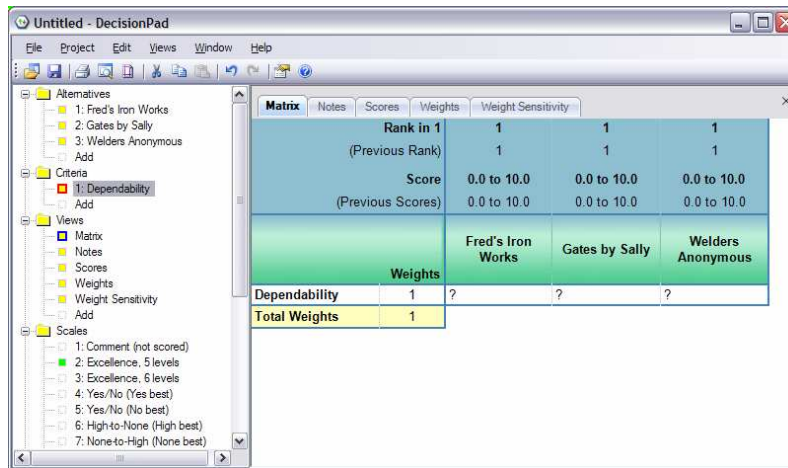 Untitled - DecisionPad
File Project Edit Views Window Help
Alternatives
1: Fred's Iron Works
2: Gates by Sally
3: Welders Anonymous
Add
Criteria
1: Dependability
Add
Views
Matrix
Notes
Scores
Weights
Weight Sensitivity
Add
Scales
1: Comment (not scored)
2: Excellence, 5 levels
3: Excellence, 6 levels
4: Yes/No (Yes best)
5: Yes/No (No best)
6: High-to-None (High best)
7: None-to-High (None best)
Matrix Notes Scores Weights Weight Sensitivity
Rank in 1 1 1 1
(Previous Rank) 1 1 1
Score 0.0 to 10.0 0.0 to 10.0 0.0 to 10.0
(Previous Scores) 0.0 to 10.0 0.0 to 10.0 0.0 to 10.0
Weights Fred's Iron Works Gates by Sally Welders Anonymous
Dependability 1 ? ? ?
Total Weights 1